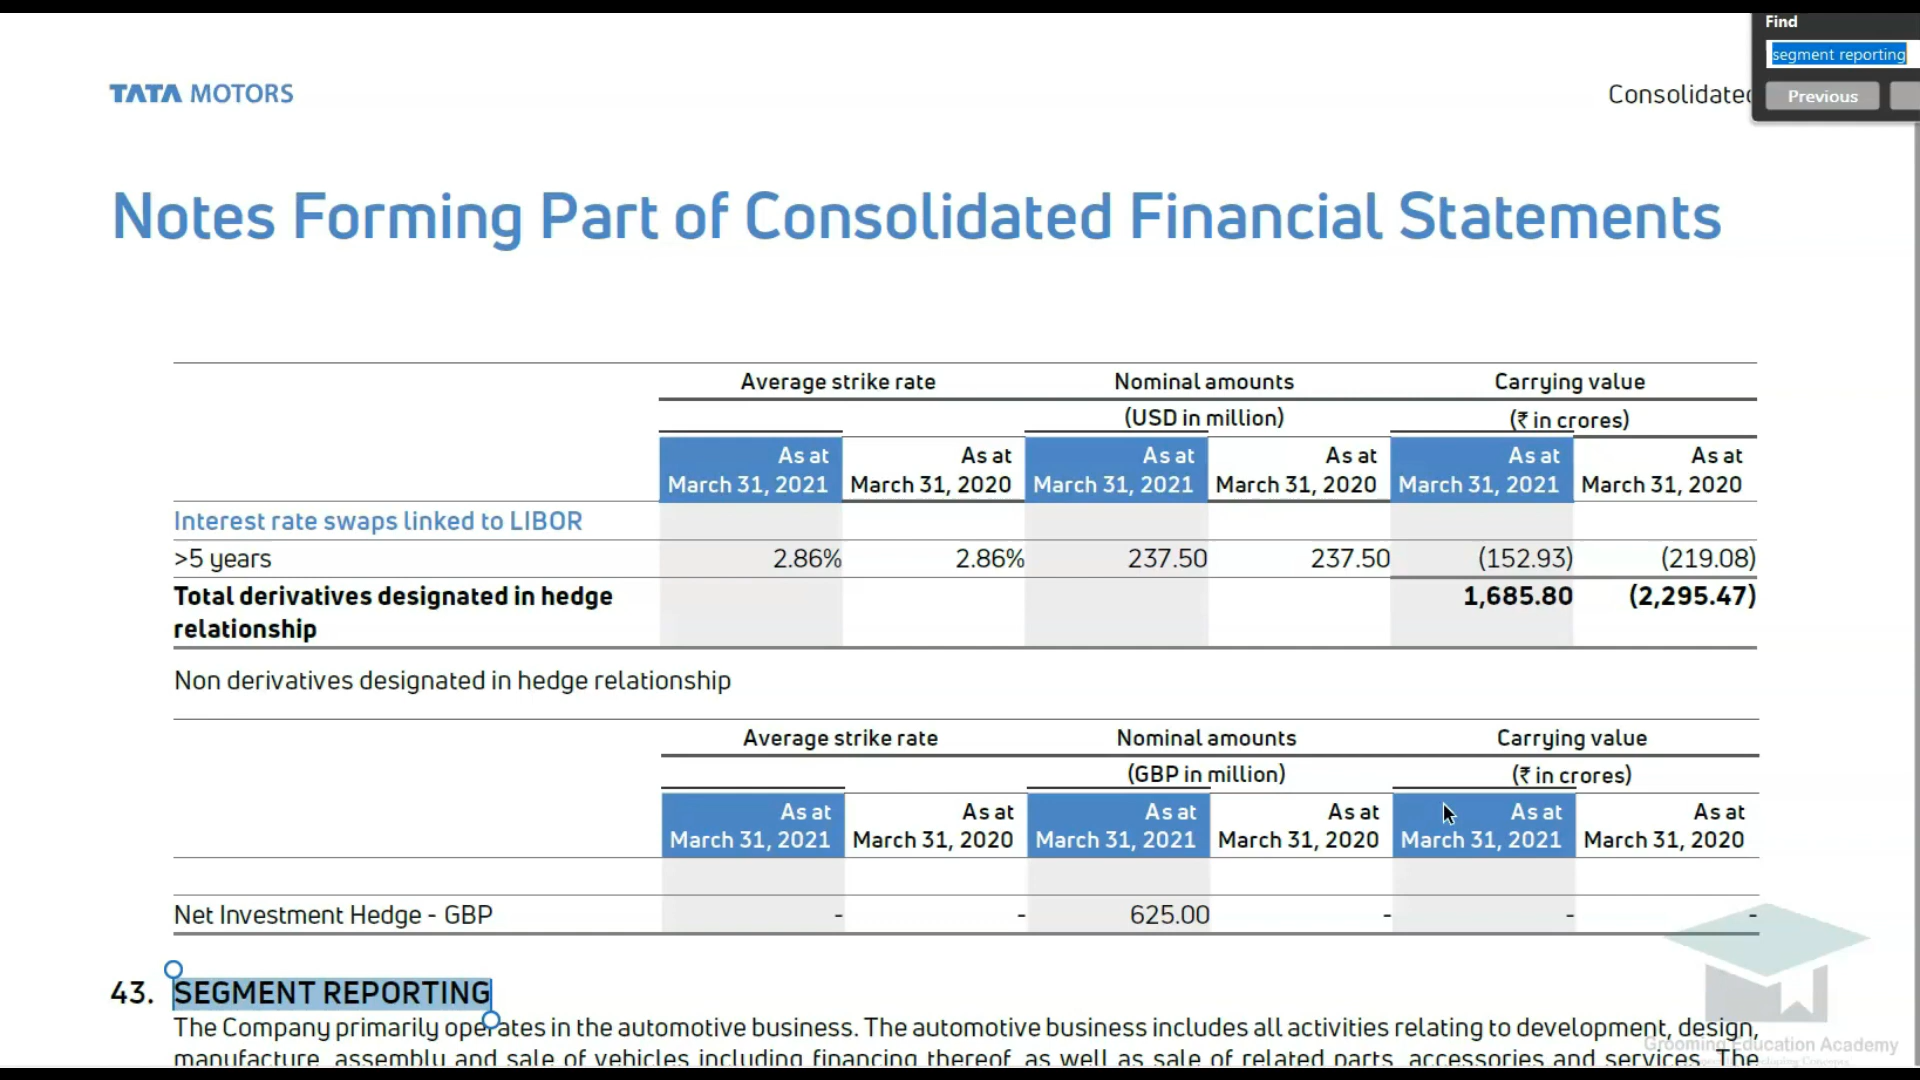 Find
segment reporting
Previous
TATA MOTORS
Consolidated
Notes Forming Part of Consolidated Financial Statements
Average strike rate Nominal amounts Carrying value
(USD in million) (₹ in crores)
As at As at As at As at As at As at
March 31, 2021 March 31, 2020 March 31, 2021 March 31, 2020 March 31, 2021 March 31, 2020
Interest rate swaps linked to LIBOR
>5 years 2.86% 2.86% 237.50 237.50 (152.93) (219.08)
Total derivatives designated in hedge 1,685.80 (2,295.47)
relationship
Non derivatives designated in hedge relationship
Average strike rate Nominal amounts Carrying value
(GBP in million) (₹ in crores)
As at As at As at As at As at As at
March 31, 2021 March 31, 2020 March 31, 2021 March 31, 2020 March 31, 2021 March 31, 2020
Net Investment Hedge - GBP - - 625.00 - - -
43. SEGMENT REPORTING
The Company primarily operates in the automotive business. The automotive business includes all activities relating to development, design,
manufacture, assembly and sale of vehicles including financing thereof, as well as sale of related parts, accessories and services. The
Grooming Education Academy